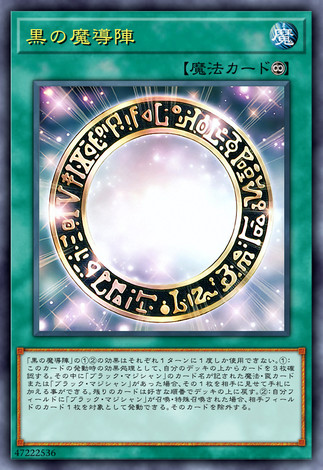 黒の魔導陣
魔
【魔法カード】
「黒の魔導陣」の①②の効果はそれぞれ1ターンに1度しか使用できない。①:
このカードの発動時の効果処理として、自分のデッキの上からカードを3枚確
認する。その中に「ブラック・マジシャン」のカード名が記された魔法・罠カー
ドまたは「ブラック・マジシャン」があった場合、その1枚を相手に見せて手札に
加える事ができる。残りのカードは好きな順番でデッキの上に戻す。②:自分フ
ィールドに「ブラック・マジシャン」が召喚・特殊召喚された場合、相手フィー
ルドのカード1枚を対象として発動できる。そのカードを除外する。
47222536